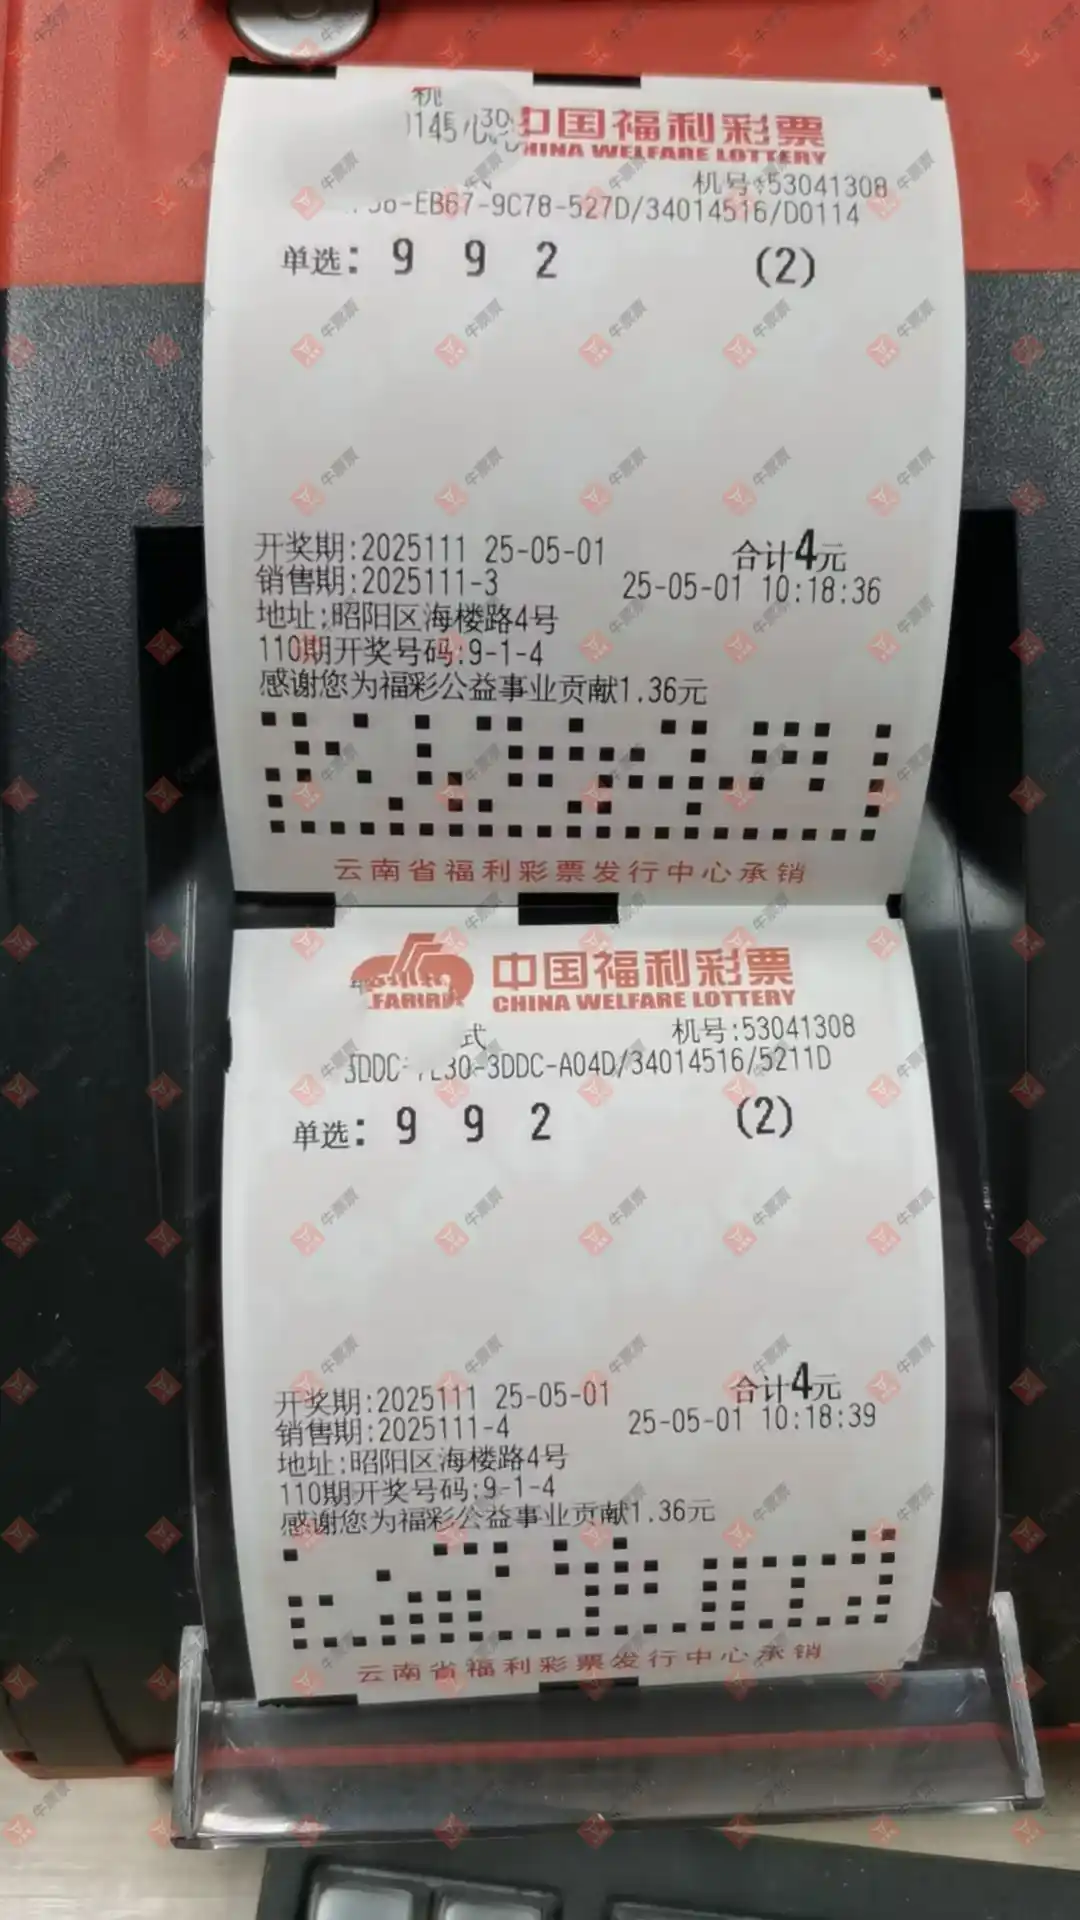 机
中国福利彩票
CHINA WELFARE LOTTERY
机号:53041308
-EB67-9C78-527D/34014516/D0114
单选: 9 9 2 (2)
开奖期:2025111 25-05-01 合计4元
销售期:2025111-3 25-05-01 10:18:36
地址:昭阳区海楼路4号
110期开奖号码:9-1-4
感谢您为福彩公益事业贡献1.36元
云南省福利彩票发行中心承销
中国福利彩票
CHINA WELFARE LOTTERY
式 机号:53041308
-3DDC-A04D/34014516/5211D
单选: 9 9 2 (2)
开奖期:2025111 25-05-01 合计4元
销售期:2025111-4 25-05-01 10:18:39
地址:昭阳区海楼路4号
110期开奖号码:9-1-4
感谢您为福彩公益事业贡献1.36元
云南省福利彩票发行中心承销
牛票票